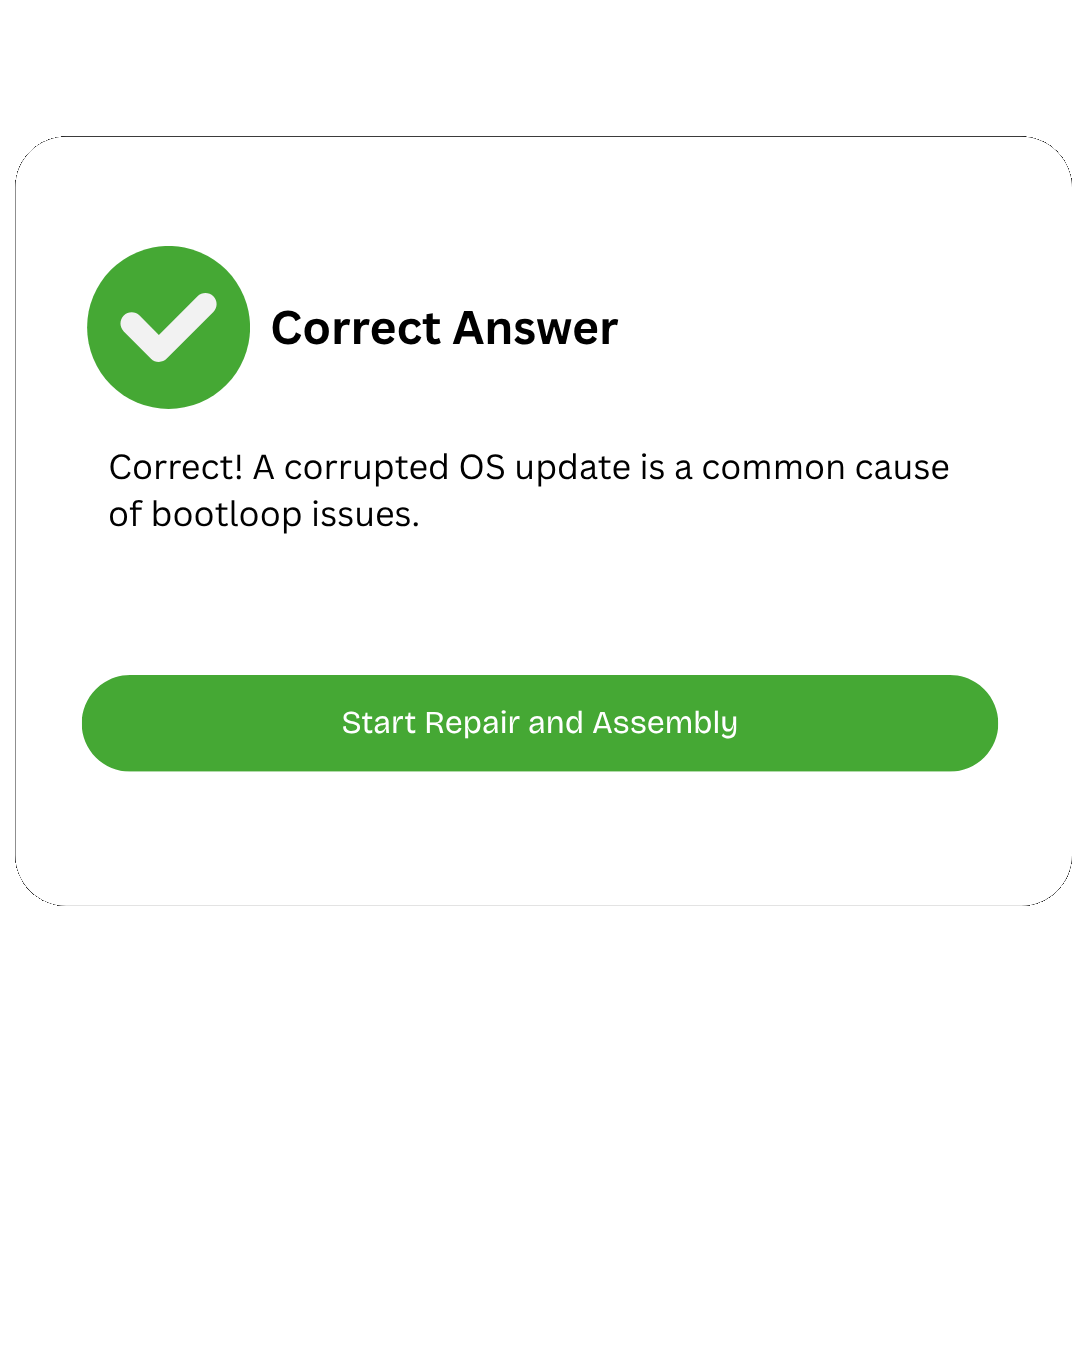 Correct Answer
Correct! A corrupted OS update is a common cause
of bootloop issues.
Start Repair and Assembly